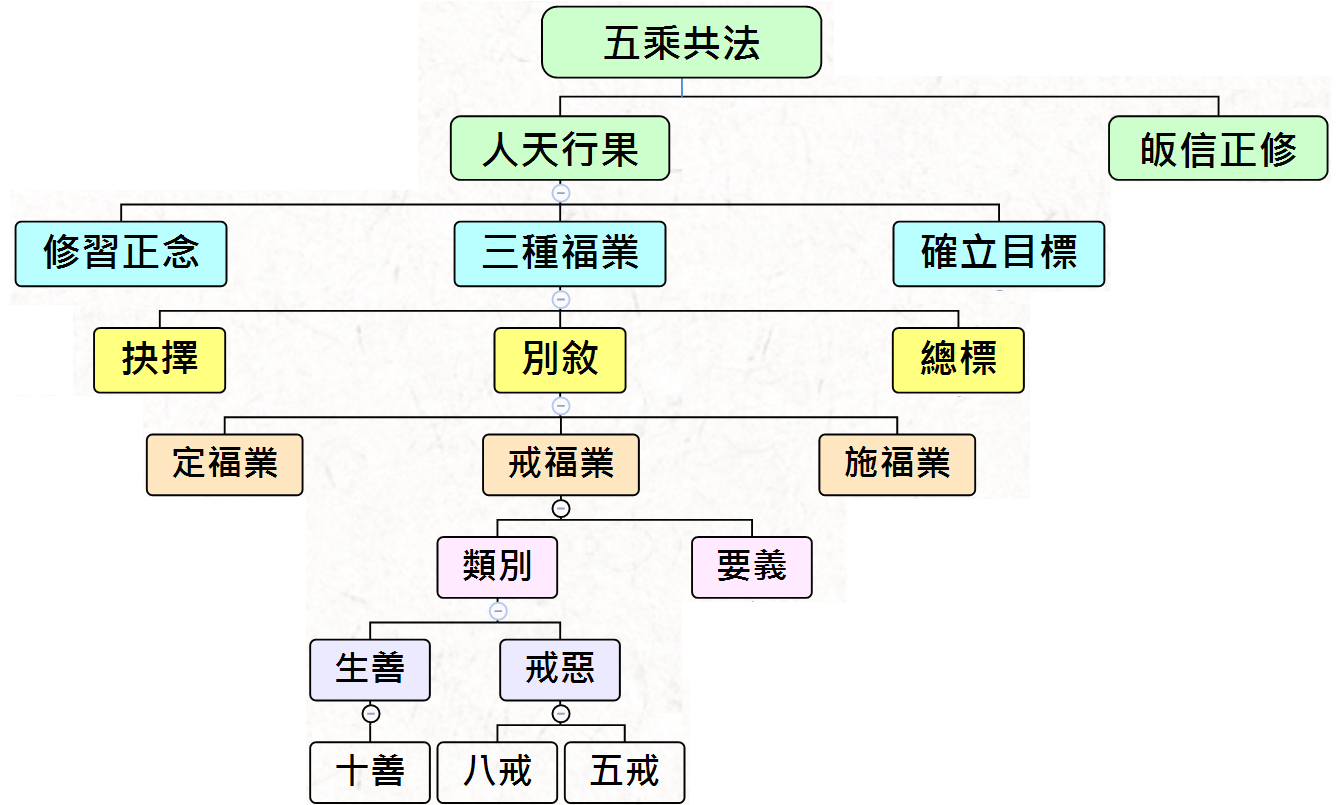 五乘共法
人天行果
皈信正修
修習正念
三種福業
確立目標
抉擇
別敘
總標
定福業
戒福業
施福業
類別
要義
生善
戒惡
十善
八戒
五戒